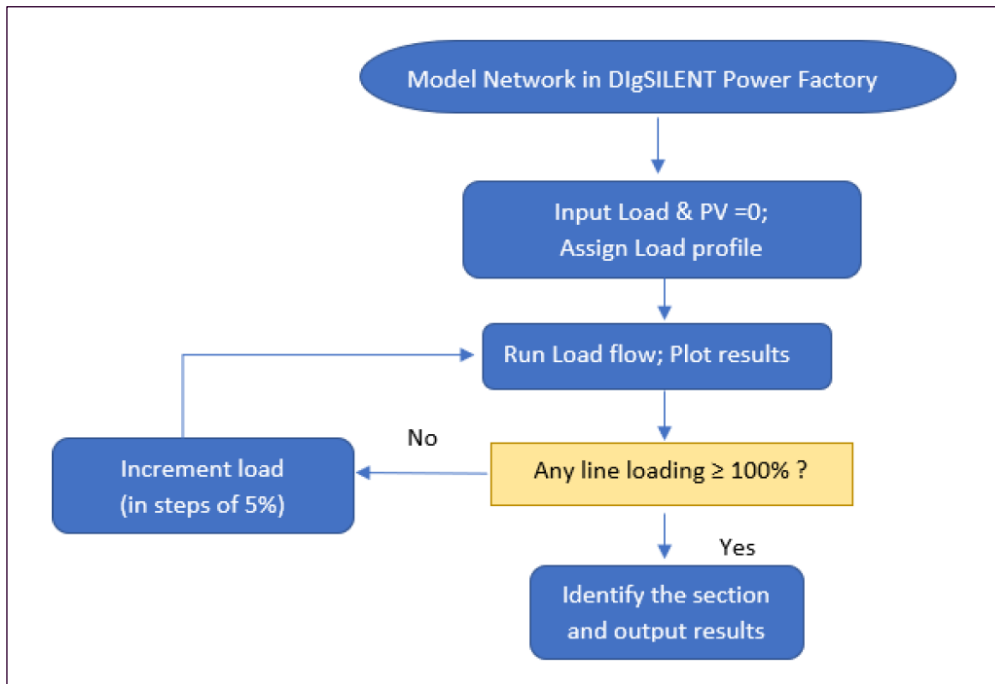 Model Network in DIgSILENT Power Factory
Input Load & PV =0;
Assign Load profile
Run Load flow; Plot results
No
Any line loading ≥ 100% ?
Increment load
(in steps of 5%)
Yes
Identify the section
and output results